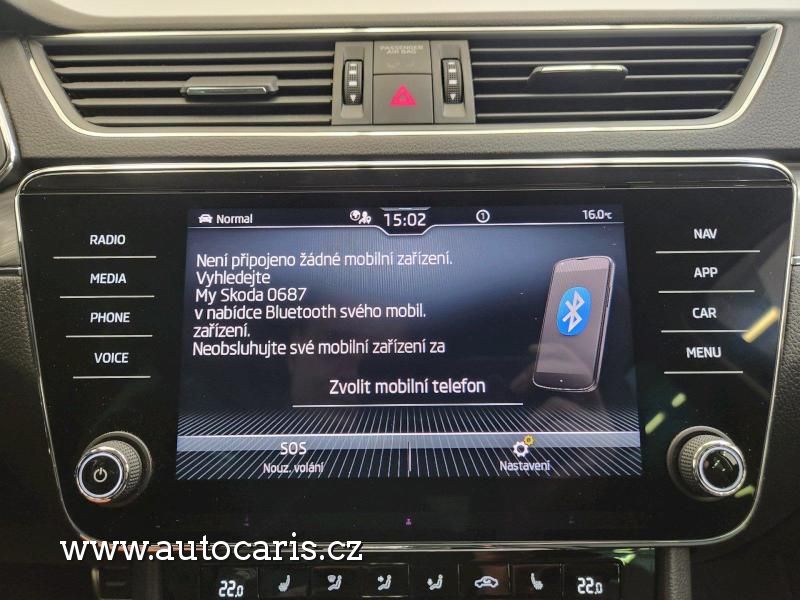 PASSENGER
AIR BAG
Normal
15:02
1
16.0°C
RADIO
MEDIA
PHONE
VOICE
Není připojeno žádné mobilní zařízení.
Vyhledejte
My Skoda 0687
v nabídce Bluetooth svého mobil.
zařízení.
Neobsluhujte své mobilní zařízení za
Zvolit mobilní telefon
SOS
Nouz. volání
Nastavení
NAV
APP
CAR
MENU
www.autocaris.cz
22.0
22.0